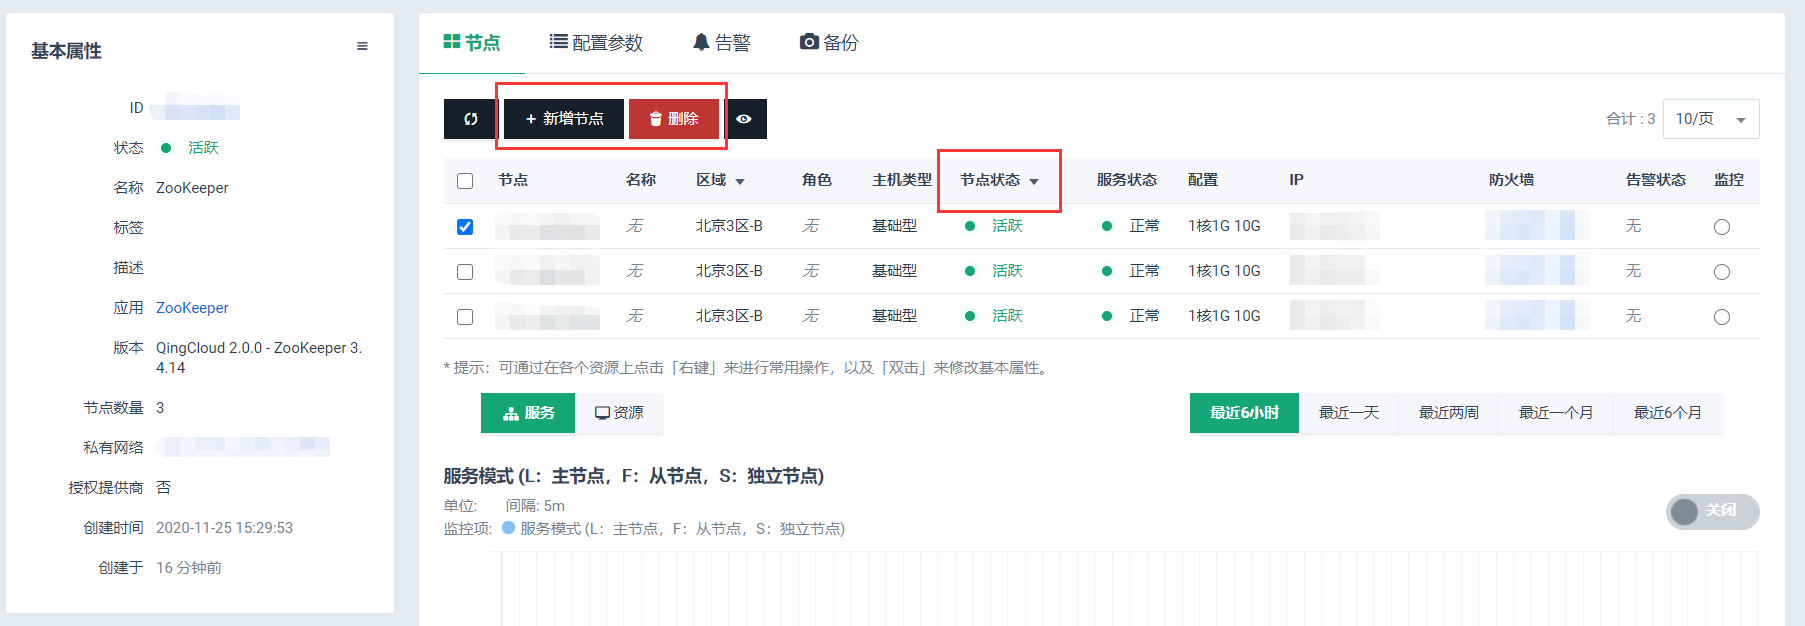 基本属性
ID
状态 活跃
名称 ZooKeeper
标签
描述
应用 ZooKeeper
版本 QingCloud 2.0.0 - ZooKeeper 3.
4.14
节点数量 3
私有网络
授权提供商 否
创建时间 2020-11-25 15:29:53
创建于 16 分钟前
节点 配置参数 告警 备份
+ 新增节点 删除 合计 : 3 10/页
节点 名称 区域 角色 主机类型 节点状态 服务状态 配置 IP 防火墙 告警状态 监控
无 北京3区-B 无 基础型 活跃 正常 1核1G 10G 无
无 北京3区-B 无 基础型 活跃 正常 1核1G 10G 无
无 北京3区-B 无 基础型 活跃 正常 1核1G 10G 无
* 提示：可通过在各个资源上点击「右键」来进行常用操作，以及「双击」来修改基本属性。
服务 资源 最近6小时 最近一天 最近两周 最近一个月 最近6个月
服务模式 (L：主节点，F：从节点，S：独立节点)
单位: 间隔: 5m
关闭
监控项: 服务模式 (L：主节点，F：从节点，S：独立节点)